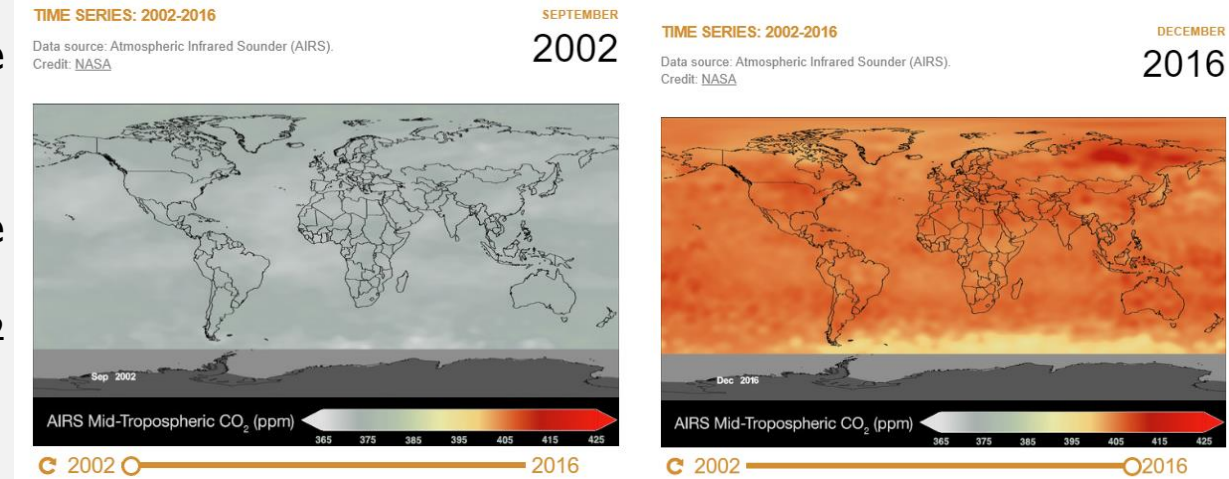 TIME SERIES: 2002-2016
SEPTEMBER
2002
Data source: Atmospheric Infrared Sounder (AIRS).
Credit: NASA
Sep 2002
AIRS Mid-Tropospheric CO2 (ppm)
365 375 385 395 405 415 425
2002 2016
TIME SERIES: 2002-2016
DECEMBER
2016
Data source: Atmospheric Infrared Sounder (AIRS).
Credit: NASA
Dec 2016
AIRS Mid-Tropospheric CO2 (ppm)
365 375 385 395 405 415 425
2002 2016